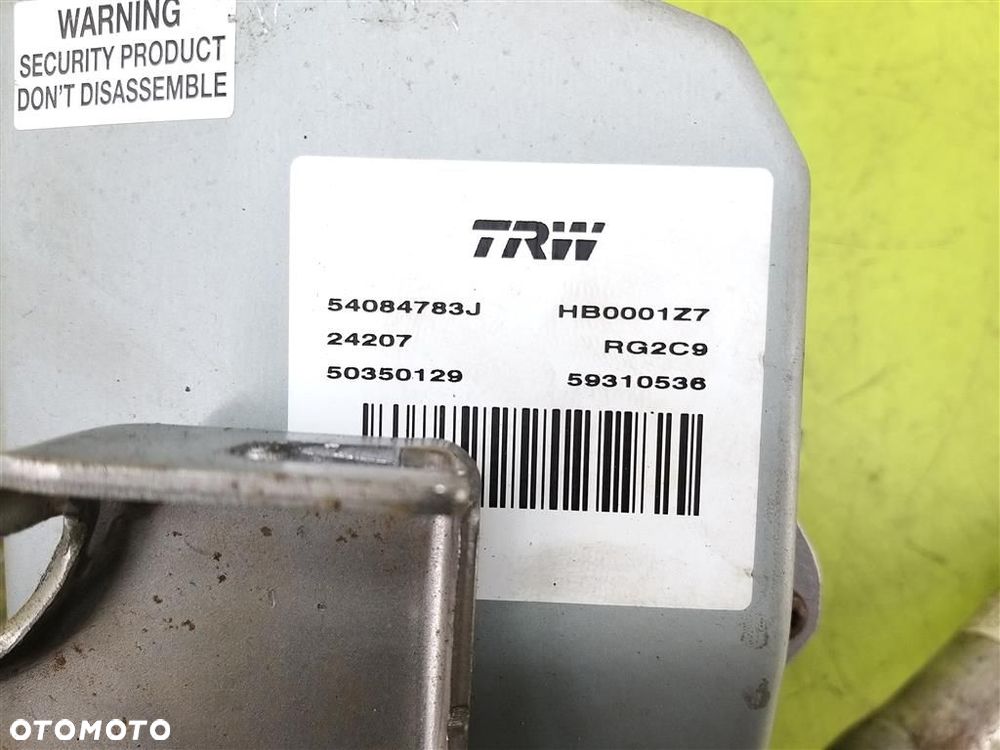 WARNING
SECURITY PRODUCT
DON'T DISASSEMBLE
TRW
54084783J HB0001Z7
24207 RG2C9
50350129 59310536
OTOMOTO